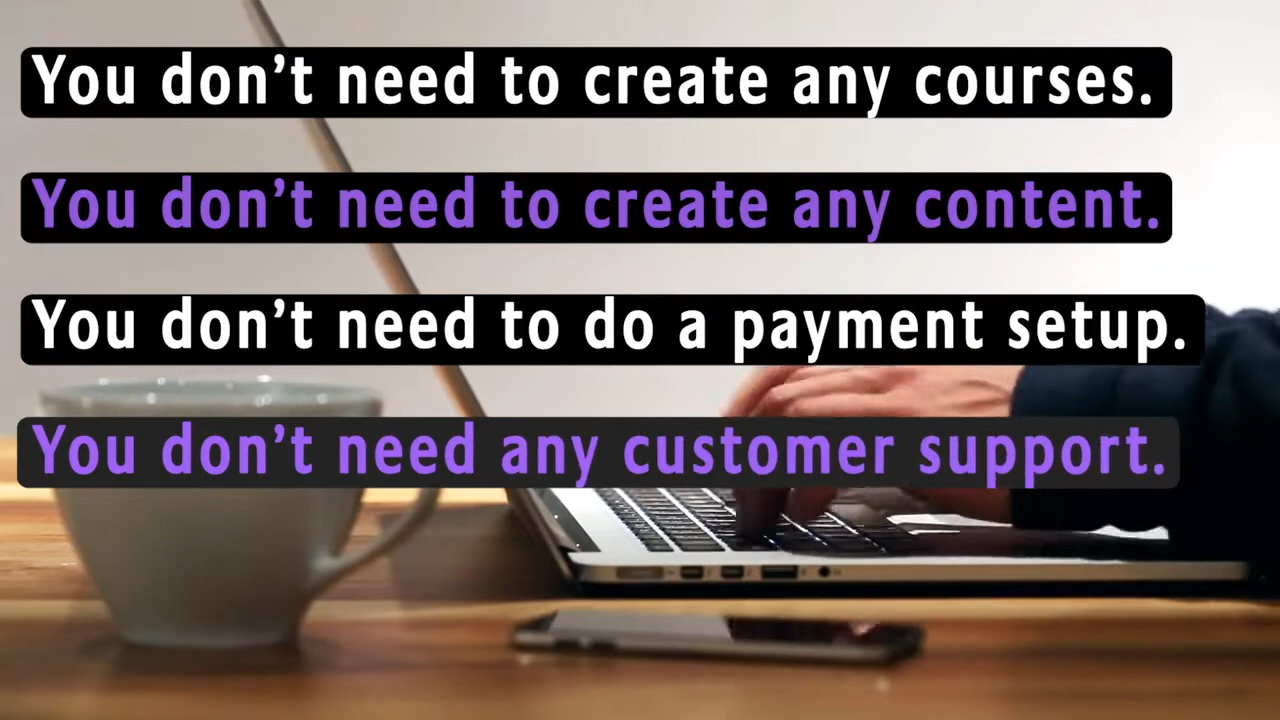 You don’t need to create any courses.
You don’t need to create any content.
You don’t need to do a payment setup.
You don’t need any customer support.